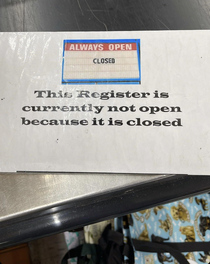 ALWAYS OPEN
CLOSED
This Register is
currently not open
because it is closed